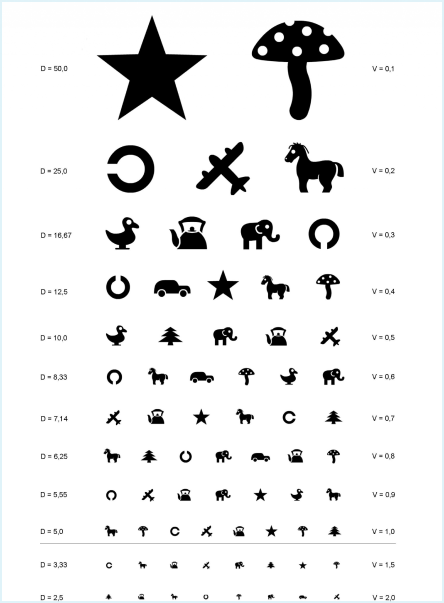 D = 50,0 V = 0,1
D = 25,0 V = 0,2
D = 16,67 V = 0,3
D = 12,5 V = 0,4
D = 10,0 V = 0,5
D = 8,33 V = 0,6
D = 7,14 V = 0,7
D = 6,25 V = 0,8
D = 5,55 V = 0,9
D = 5,0 V = 1,0
D = 3,33 V = 1,5
D = 2,5 V = 2,0